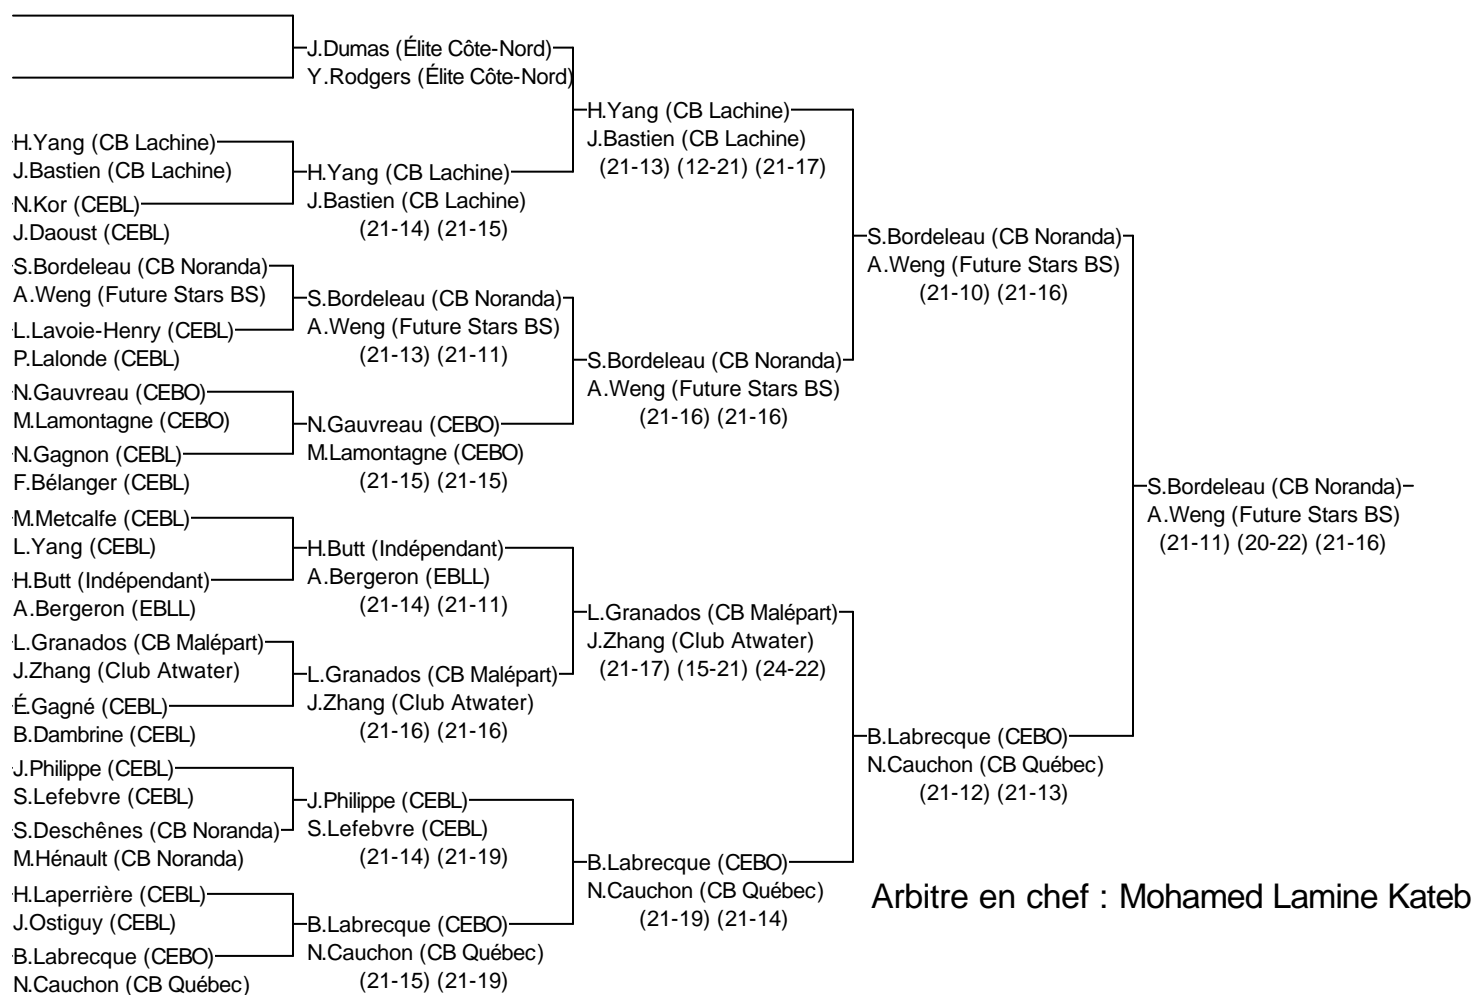 J.Dumas (Élite Côte-Nord)
Y.Rodgers (Élite Côte-Nord)
H.Yang (CB Lachine)
J.Bastien (CB Lachine)
(21-13) (12-21) (21-17)
H.Yang (CB Lachine)
J.Bastien (CB Lachine)
N.Kor (CEBL)
J.Daoust (CEBL)
H.Yang (CB Lachine)
J.Bastien (CB Lachine)
(21-14) (21-15)
S.Bordeleau (CB Noranda)
A.Weng (Future Stars BS)
(21-10) (21-16)
S.Bordeleau (CB Noranda)
A.Weng (Future Stars BS)
L.Lavoie-Henry (CEBL)
P.Lalonde (CEBL)
S.Bordeleau (CB Noranda)
A.Weng (Future Stars BS)
(21-13) (21-11)
S.Bordeleau (CB Noranda)
A.Weng (Future Stars BS)
(21-16) (21-16)
N.Gauvreau (CEBO)
M.Lamontagne (CEBO)
N.Gagnon (CEBL)
F.Bélanger (CEBL)
N.Gauvreau (CEBO)
M.Lamontagne (CEBO)
(21-15) (21-15)
S.Bordeleau (CB Noranda)
A.Weng (Future Stars BS)
(21-11) (20-22) (21-16)
M.Metcalfe (CEBL)
L.Yang (CEBL)
H.Butt (Indépendant)
A.Bergeron (EBLL)
H.Butt (Indépendant)
A.Bergeron (EBLL)
(21-14) (21-11)
L.Granados (CB Malépart)
J.Zhang (Club Atwater)
(21-17) (15-21) (24-22)
L.Granados (CB Malépart)
J.Zhang (Club Atwater)
É.Gagné (CEBL)
B.Dambrine (CEBL)
L.Granados (CB Malépart)
J.Zhang (Club Atwater)
(21-16) (21-16)
B.Labrecque (CEBO)
N.Cauchon (CB Québec)
(21-12) (21-13)
J.Philippe (CEBL)
S.Lefebvre (CEBL)
S.Deschênes (CB Noranda)
M.Hénault (CB Noranda)
J.Philippe (CEBL)
S.Lefebvre (CEBL)
(21-14) (21-19)
B.Labrecque (CEBO)
N.Cauchon (CB Québec)
(21-19) (21-14)
H.Laperrière (CEBL)
J.Ostiguy (CEBL)
B.Labrecque (CEBO)
N.Cauchon (CB Québec)
B.Labrecque (CEBO)
N.Cauchon (CB Québec)
(21-15) (21-19)
Arbitre en chef : Mohamed Lamine Kateb